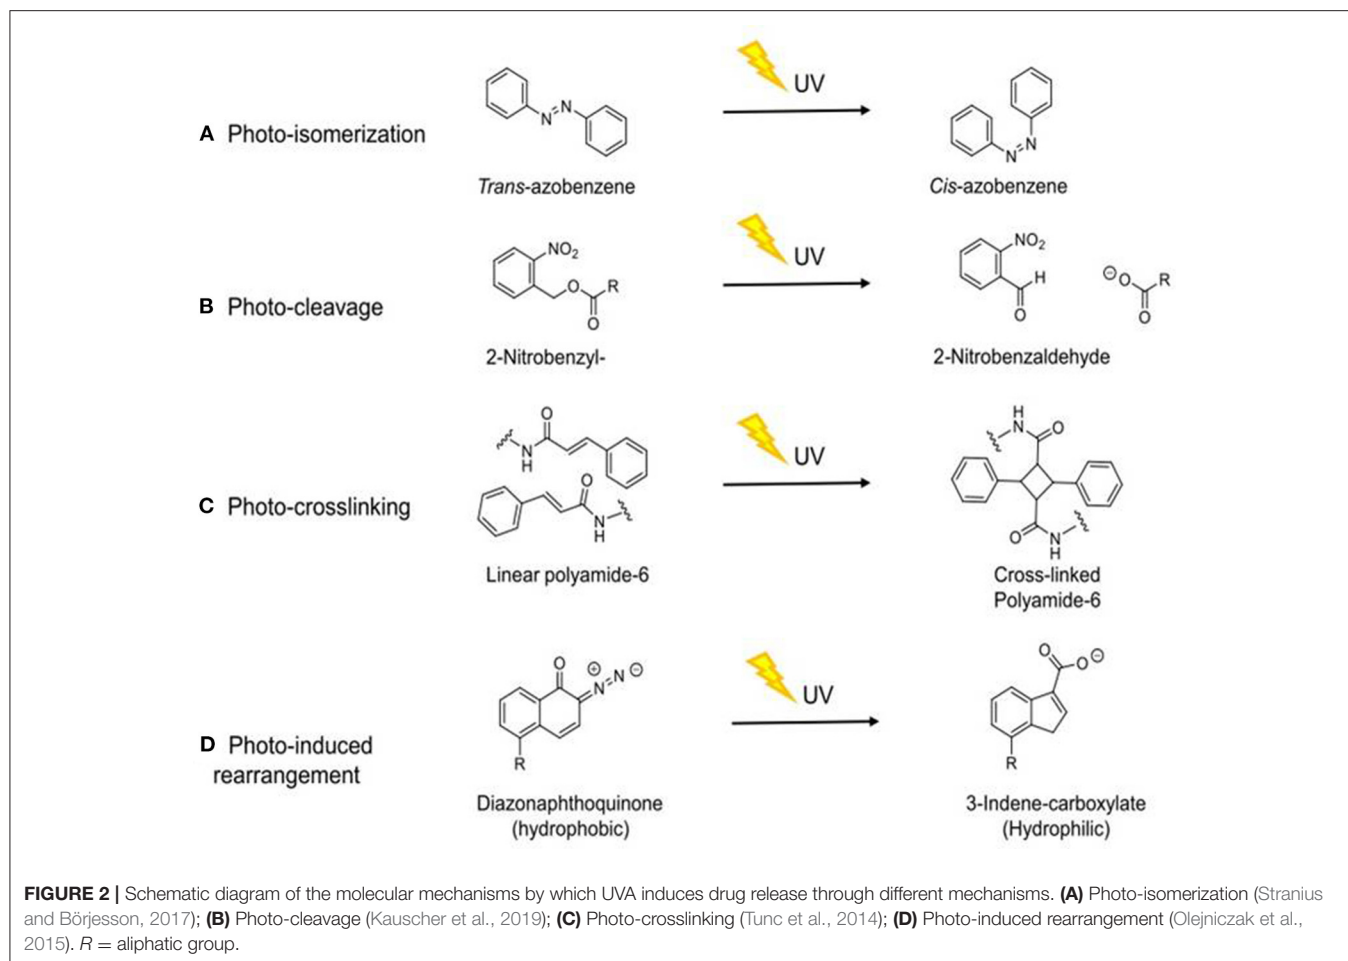 UV
N
N
N
N
A Photo-isomerization
Trans-azobenzene
Cis-azobenzene
UV
NO2
O
R
O
NO2
H
O
⊖
O
R
O
B Photo-cleavage
2-Nitrobenzyl-
2-Nitrobenzaldehyde
UV
O
N
H
O
N
H
H
N
O
O
N
H
C Photo-crosslinking
Linear polyamide-6
Cross-linked
Polyamide-6
UV
O
⊕
N
N
⊖
R
O
O
⊖
R
D Photo-induced
rearrangement
Diazonaphthoquinone
(hydrophobic)
3-Indene-carboxylate
(Hydrophilic)
FIGURE 2 | Schematic diagram of the molecular mechanisms by which UVA induces drug release through different mechanisms. (A) Photo-isomerization (Stranius
and Börjesson, 2017); (B) Photo-cleavage (Kauscher et al., 2019); (C) Photo-crosslinking (Tunc et al., 2014); (D) Photo-induced rearrangement (Olejniczak et al.,
2015). R = aliphatic group.